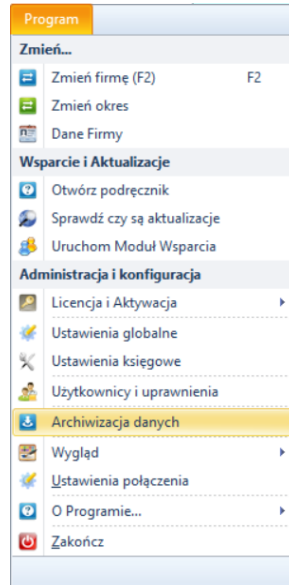 Program
Zmień...
Zmień firmę (F2) F2
Zmień okres
Dane Firmy
Wsparcie i Aktualizacje
Otwórz podręcznik
Sprawdź czy są aktualizacje
Uruchom Moduł Wsparcia
Administracja i konfiguracja
Licencja i Aktywacja
Ustawienia globalne
Ustawienia księgowe
Użytkownicy i uprawnienia
Archiwizacja danych
Wygląd
Ustawienia połączenia
O Programie...
Zakończ